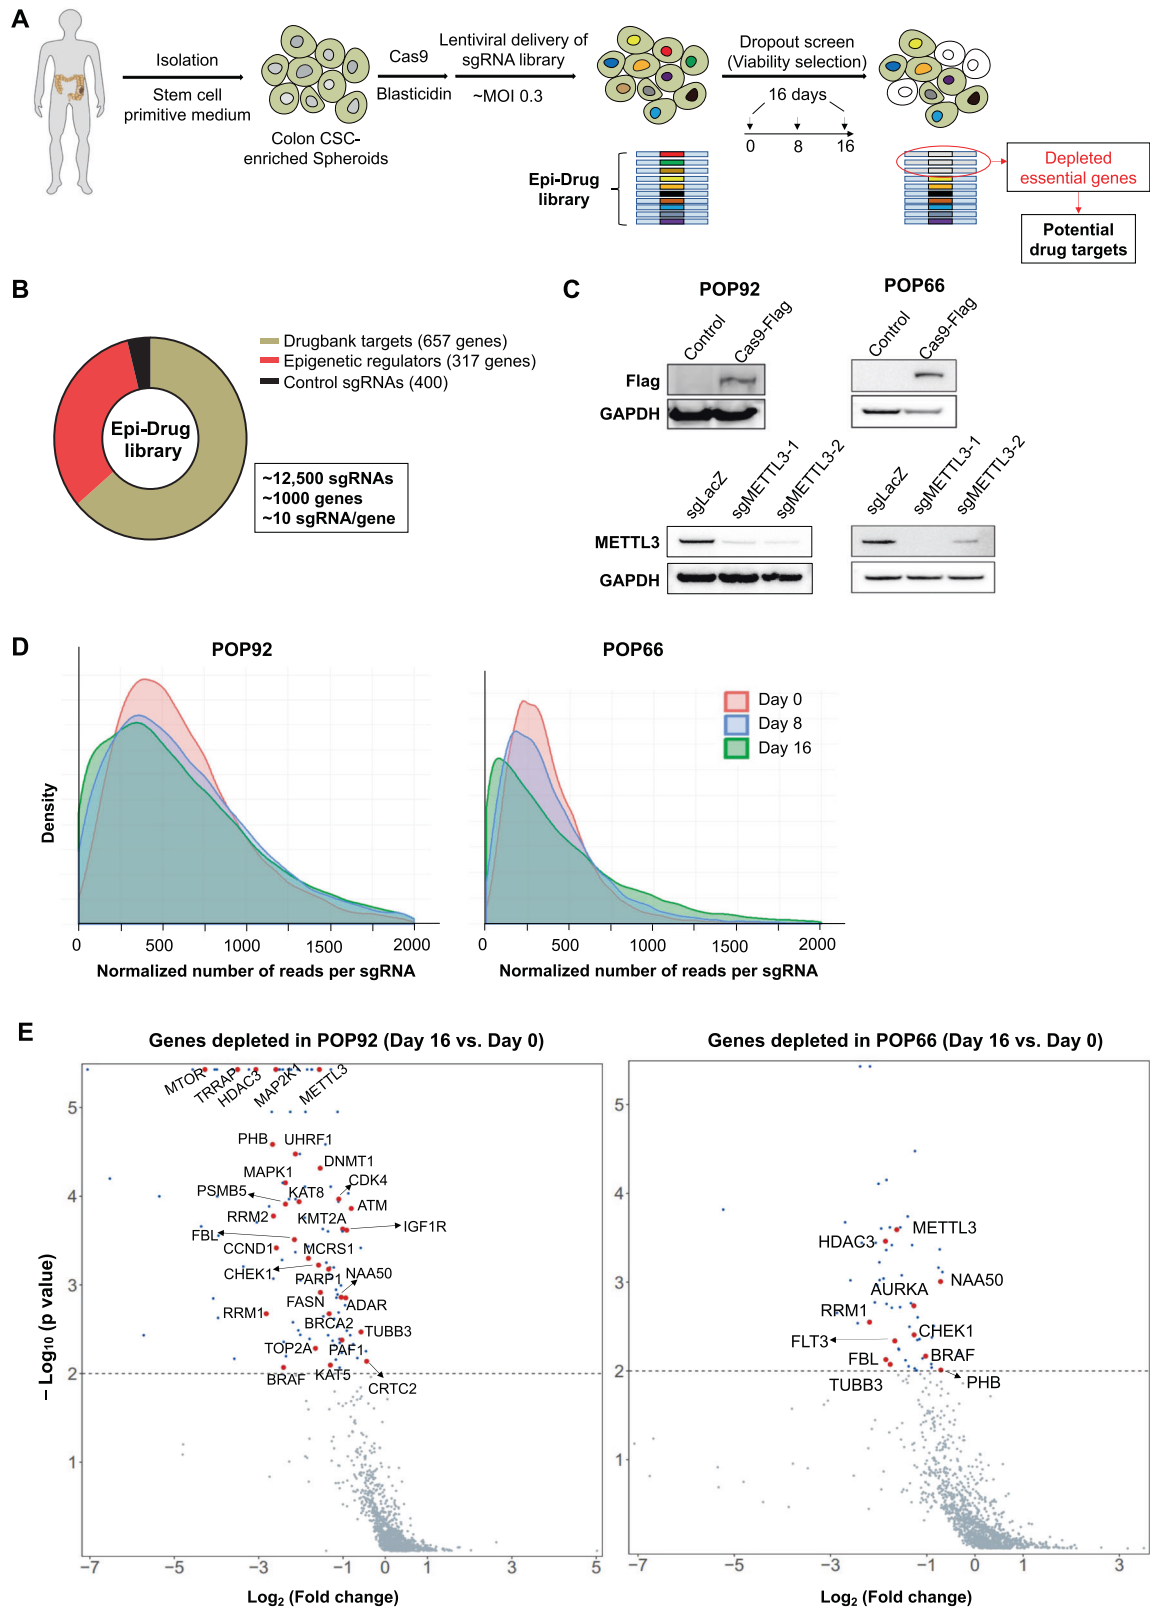 A
Isolation
Stem cell
primitive medium
Colon CSC-
enriched Spheroids
Cas9
Blasticidin
Lentiviral delivery of
sgRNA library
~MOI 0.3
Dropout screen
(Viability selection)
16 days
0 8 16
Epi-Drug
library
Depleted
essential genes
Potential
drug targets
B
Epi-Drug
library
Drugbank targets (657 genes)
Epigenetic regulators (317 genes)
Control sgRNAs (400)
~12,500 sgRNAs
~1000 genes
~10 sgRNA/gene
C
POP92
POP66
Control
Cas9-Flag
Control
Cas9-Flag
Flag
GAPDH
sgLacZ
sgMETTL3-1
sgMETTL3-2
sgLacZ
sgMETTL3-1
sgMETTL3-2
METTL3
GAPDH
D
POP92
POP66
Day 0
Day 8
Day 16
Density
0 500 1000 1500 2000
0 500 1000 1500 2000
Normalized number of reads per sgRNA
Normalized number of reads per sgRNA
E
Genes depleted in POP92 (Day 16 vs. Day 0)
Genes depleted in POP66 (Day 16 vs. Day 0)
– Log₁₀ (p value)
5
4
3
2
1
MTOR
TRRAP
HDAC3
MAP2K1
METTL3
PHB
UHRF1
DNMT1
MAPK1
CDK4
PSMB5
KAT8
ATM
RRM2
KMT2A
IGF1R
FBL
CCND1
MCRS1
CHEK1
PARP1
NAA50
FASN
ADAR
RRM1
BRCA2
TUBB3
TOP2A
PAF1
BRAF
KAT5
CRTC2
−7 −5 −3 −1 0 1 3 5
Log₂ (Fold change)
5
4
3
2
1
METTL3
HDAC3
NAA50
AURKA
RRM1
CHEK1
FLT3
BRAF
FBL
TUBB3
PHB
−7 −5 −3 −1 0 1 3
Log₂ (Fold change)